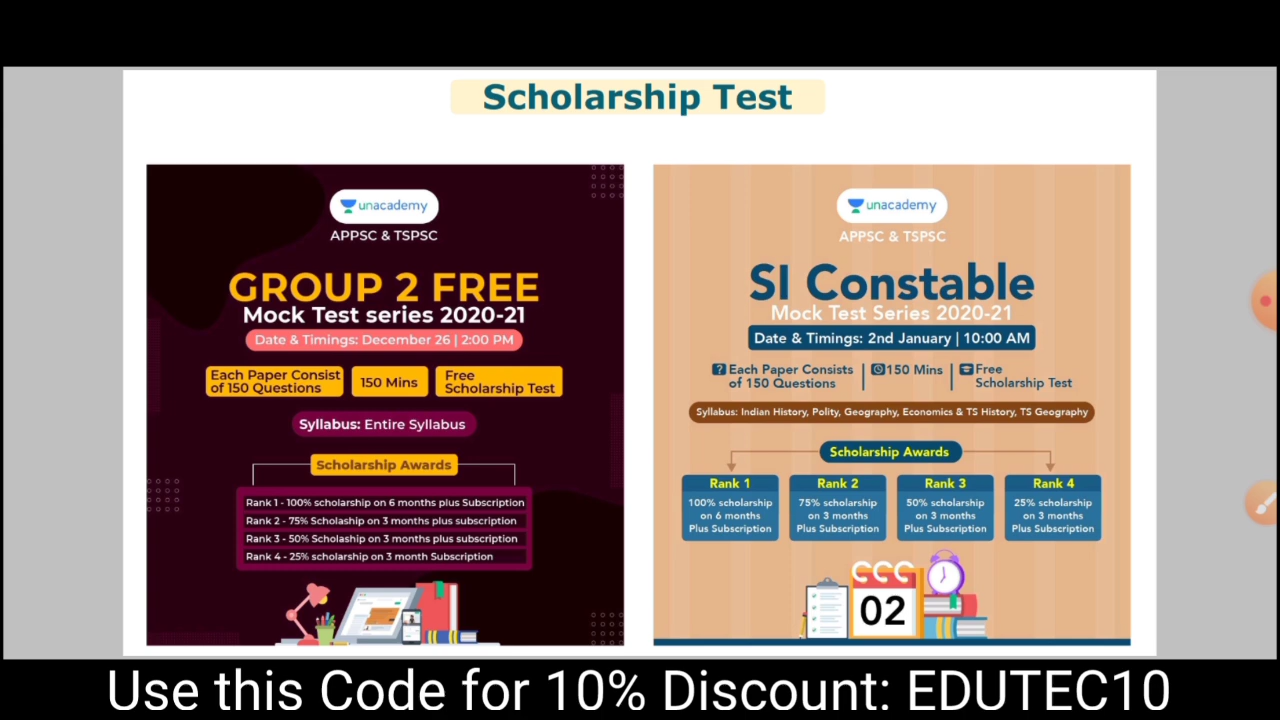 Scholarship Test
unacademy
APPSC & TSPSC
GROUP 2 FREE
Mock Test series 2020-21
Date & Timings: December 26 | 2:00 PM
Each Paper Consist
of 150 Questions
150 Mins
Free
Scholarship Test
Syllabus: Entire Syllabus
Scholarship Awards
Rank 1 - 100% scholarship on 6 months plus Subscription
Rank 2 - 75% Scholaship on 3 months plus subscription
Rank 3 - 50% Scholaship on 3 months plus subscription
Rank 4 - 25% scholarship on 3 month Subscription
unacademy
APPSC & TSPSC
SI Constable
Mock Test Series 2020-21
Date & Timings: 2nd January | 10:00 AM
Each Paper Consists
of 150 Questions
150 Mins
Free
Scholarship Test
Syllabus: Indian History, Polity, Geography, Economics & TS History, TS Geography
Scholarship Awards
Rank 1
100% scholarship
on 6 months
Plus Subscription
Rank 2
75% scholarship
on 3 months
Plus Subscription
Rank 3
50% scholarship
on 3 months
Plus Subscription
Rank 4
25% scholarship
on 3 months
Plus Subscription
02
Use this Code for 10% Discount: EDUTEC10